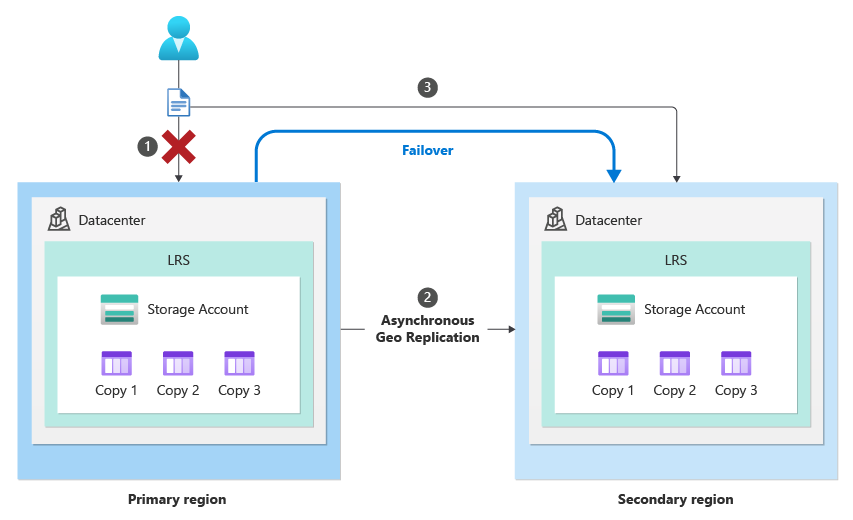 3
1
Failover
Datacenter
LRS
Storage Account
Copy 1 Copy 2 Copy 3
Primary region
2
Asynchronous
Geo Replication
Datacenter
LRS
Storage Account
Copy 1 Copy 2 Copy 3
Secondary region